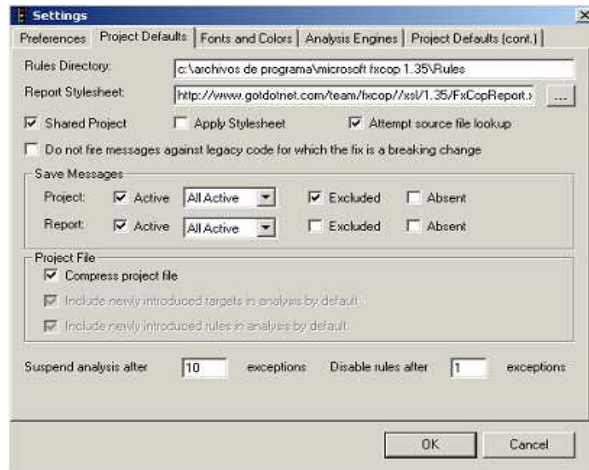 Settings
Preferences Project Defaults Fonts and Colors Analysis Engines Project Defaults (cont.)
Rules Directory: c:\archivos de programa\microsoft fxcop 1.35\Rules
Report Stylesheet: http://www.gotdotnet.com/team/fxcop//xsl/1.35/FxCopReport.x ...
Shared Project Apply Stylesheet Attempt source file lookup
Do not fire messages against legacy code for which the fix is a breaking change
Save Messages
Project: Active All Active Excluded Absent
Report: Active All Active Excluded Absent
Project File
Compress project file
Include newly introduced targets in analysis by default
Include newly introduced rules in analysis by default
Suspend analysis after 10 exceptions Disable rules after 1 exceptions
OK Cancel